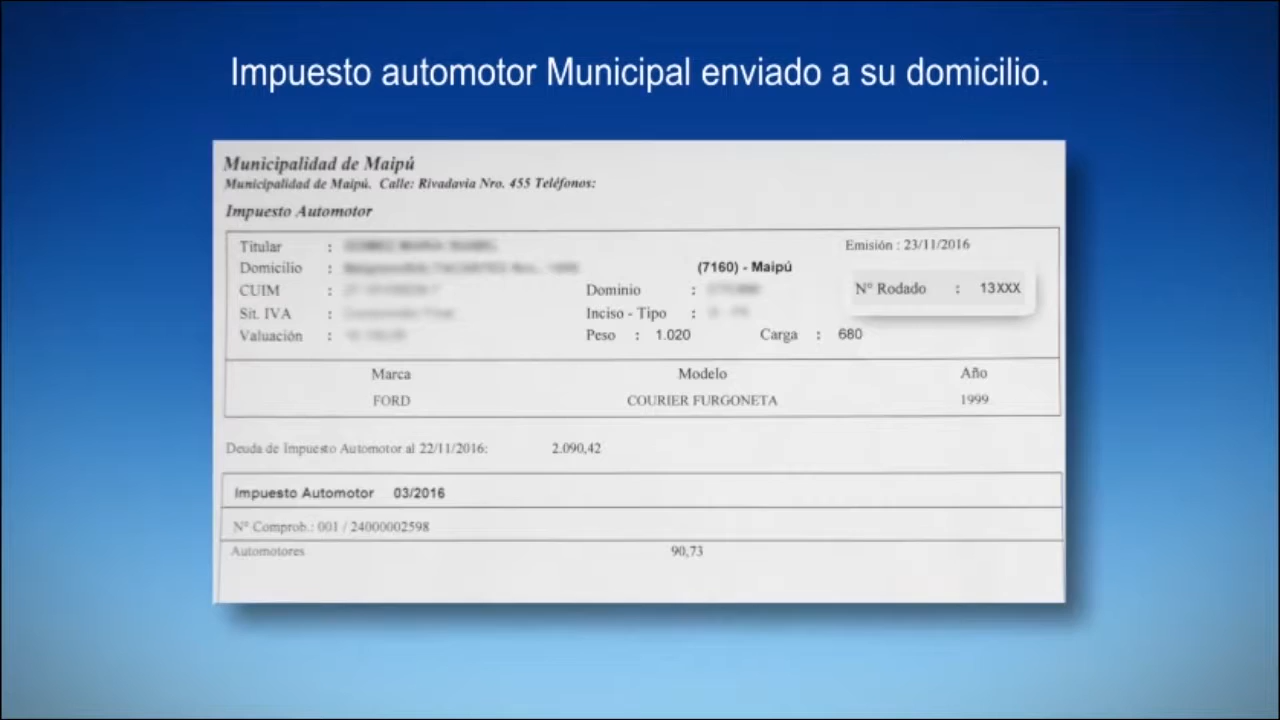 Impuesto automotor Municipal enviado a su domicilio.
Municipalidad de Maipú
Municipalidad de Maipú. Calle: Rivadavia Nro. 455 Teléfonos:
Impuesto Automotor
Titular : Emisión : 23/11/2016
Domicilio : (7160) - Maipú
CUIM : Dominio : Nº Rodado : 13XXX
Sit. IVA : Inciso - Tipo :
Valuación : Peso : 1.020 Carga : 680
Marca Modelo Año
FORD COURIER FURGONETA 1999
Deuda de Impuesto Automotor al 22/11/2016: 2.090,42
Impuesto Automotor 03/2016
Nº Comprob.: 001 / 24000002598
Automotores 90,73